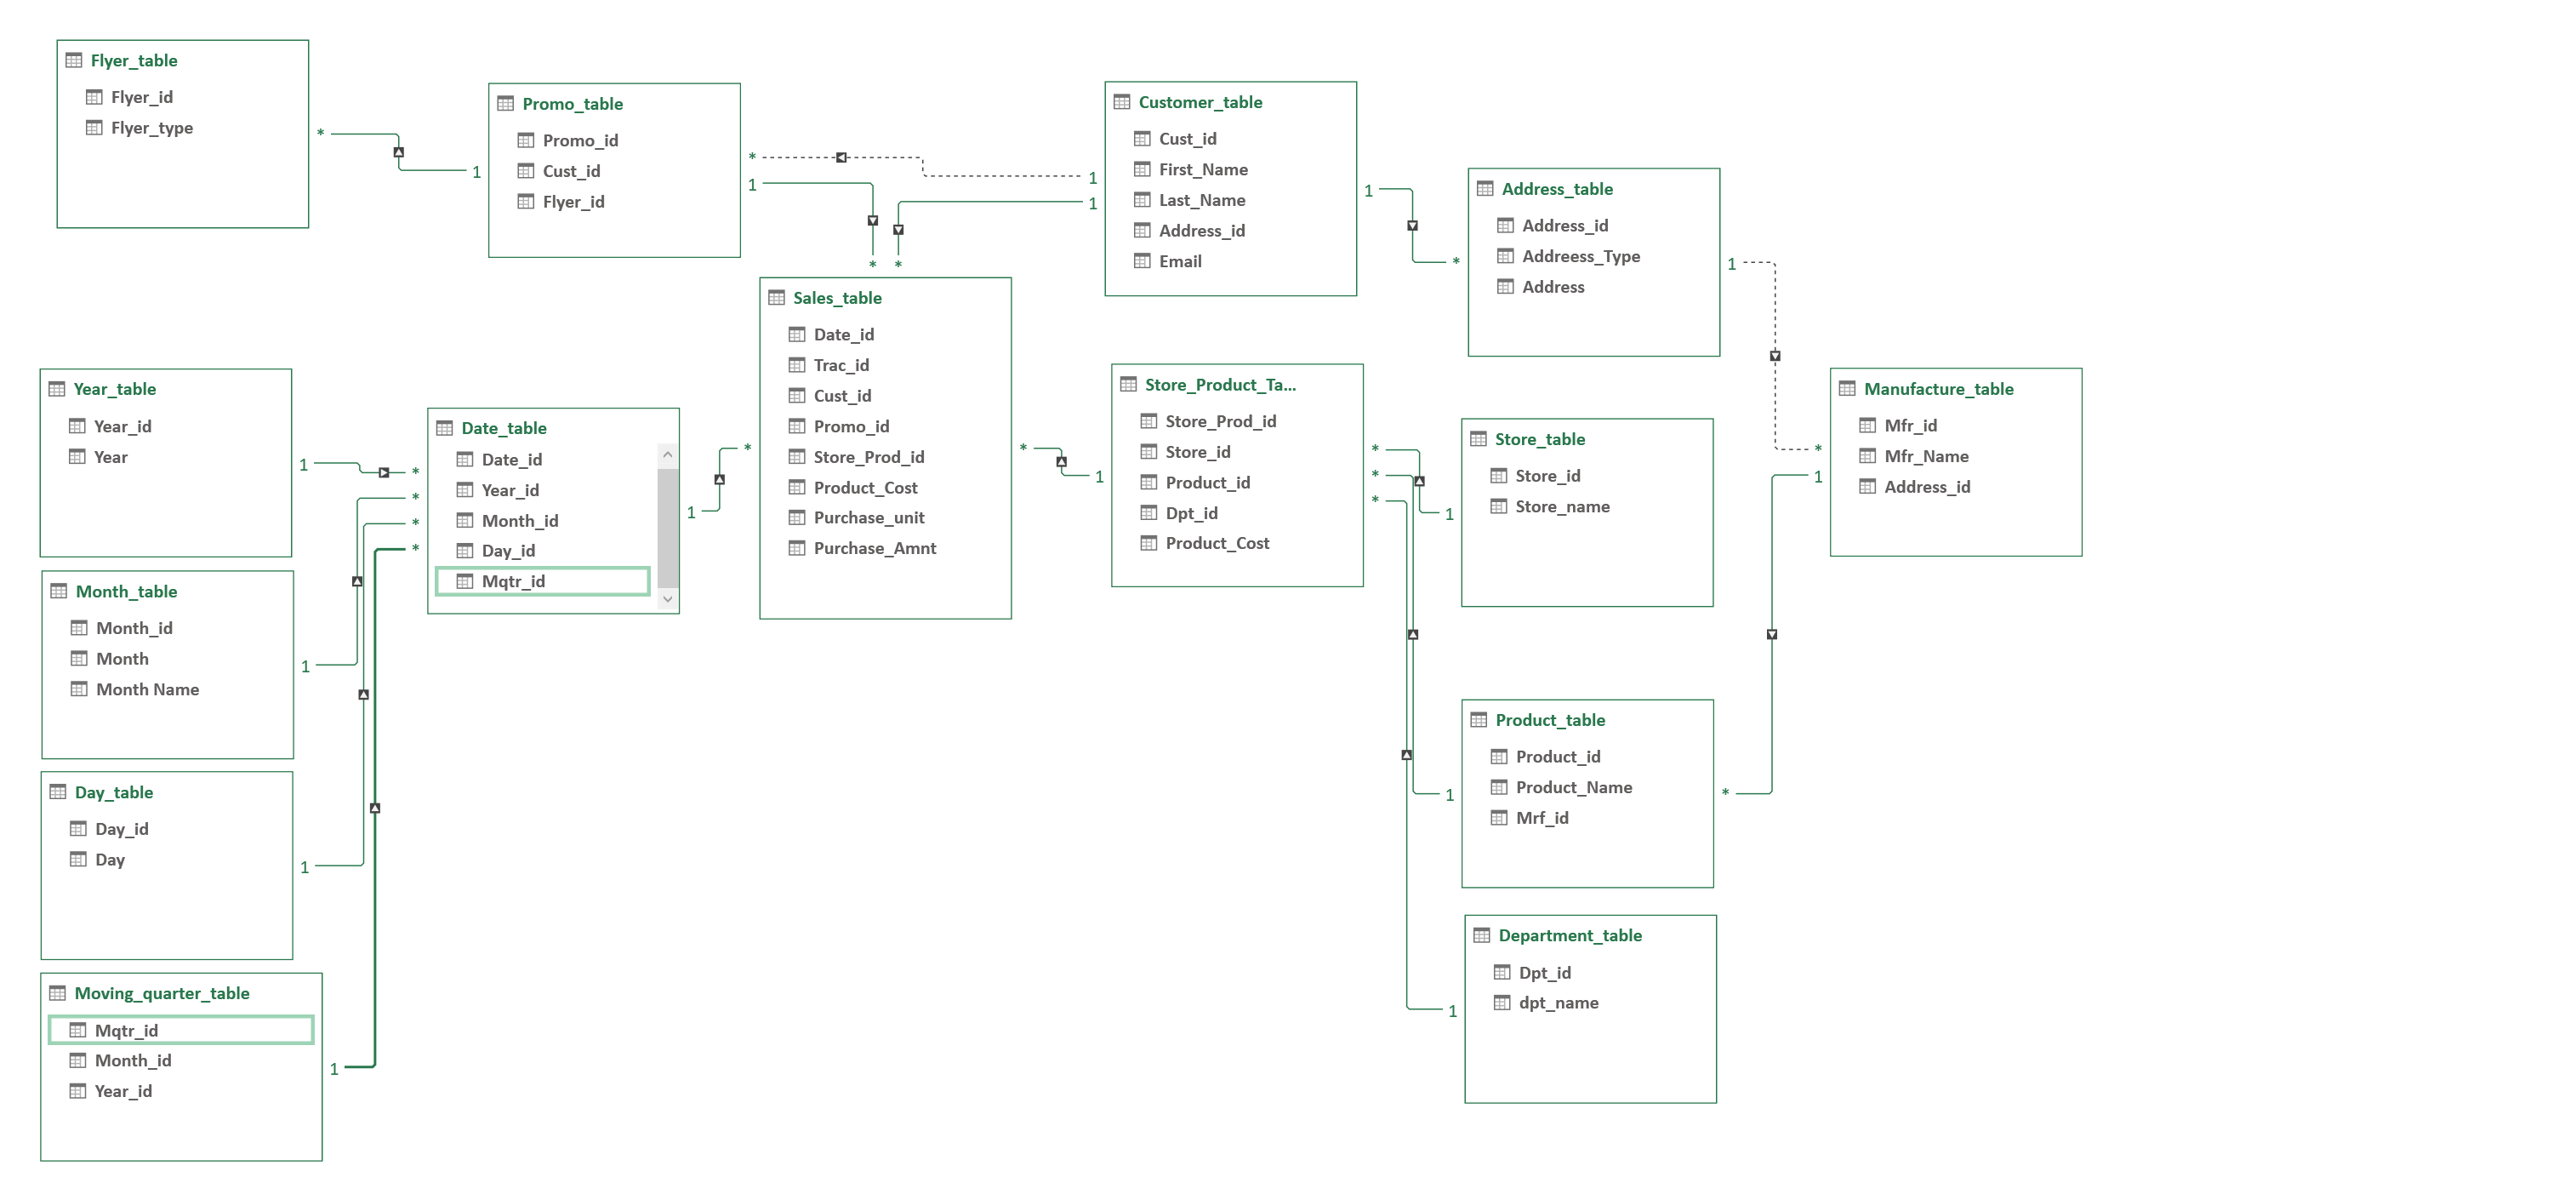 Flyer_table
Flyer_id
Flyer_type
*
1
Promo_table
Promo_id
Cust_id
Flyer_id
*
1
1
1
*
*
Customer_table
Cust_id
First_Name
Last_Name
Address_id
Email
1
*
Address_table
Address_id
Addreess_Type
Address
1
*
1
Manufacture_table
Mfr_id
Mfr_Name
Address_id
Sales_table
Date_id
Trac_id
Cust_id
Promo_id
Store_Prod_id
Product_Cost
Purchase_unit
Purchase_Amnt
*
1
Store_Product_Ta...
Store_Prod_id
Store_id
Product_id
Dpt_id
Product_Cost
*
*
*
1
Store_table
Store_id
Store_name
Year_table
Year_id
Year
1
*
*
*
*
Date_table
Date_id
Year_id
Month_id
Day_id
Mqtr_id
1
*
Month_table
Month_id
Month
Month Name
1
Day_table
Day_id
Day
1
Moving_quarter_table
Mqtr_id
Month_id
Year_id
1
Product_table
Product_id
Product_Name
Mrf_id
1
*
Department_table
Dpt_id
dpt_name
1